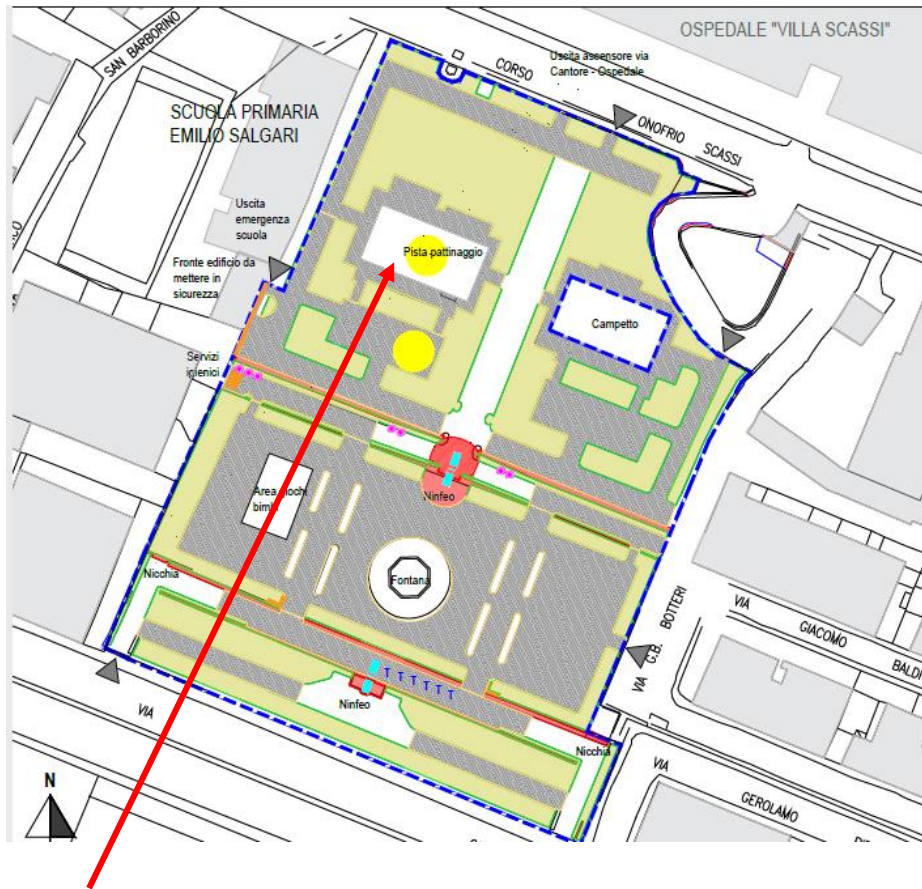 OSPEDALE "VILLA SCASSI"
SAN BARBORINO
Uscita ascensore via
Cantore - Ospedale
CORSO
ONOFRIO
SCASSI
SCUOLA PRIMARIA
EMILIO SALGARI
Uscita
emergenza
scuola
Fronte edificio da
mettere in
sicurezza
Pista pattinaggio
Campetto
Servizi
igienici
Ninfeo
Area giochi
bimbi
Fontana
Nicchia
VIA
G.B.
BOTTERI
VIA
GIACOMO
BALDI
Ninfeo
T T T T T T
Nicchia
VIA
VIA
GEROLAMO
N